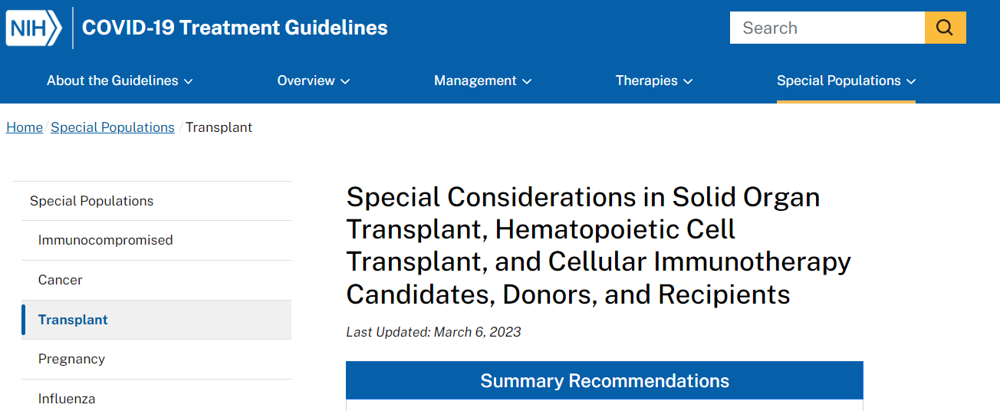 NIH COVID-19 Treatment Guidelines
Search
About the Guidelines Overview Management Therapies Special Populations
Home / Special Populations / Transplant
Special Populations
Immunocompromised
Cancer
Transplant
Pregnancy
Influenza
Special Considerations in Solid Organ
Transplant, Hematopoietic Cell
Transplant, and Cellular Immunotherapy
Candidates, Donors, and Recipients
Last Updated: March 6, 2023
Summary Recommendations